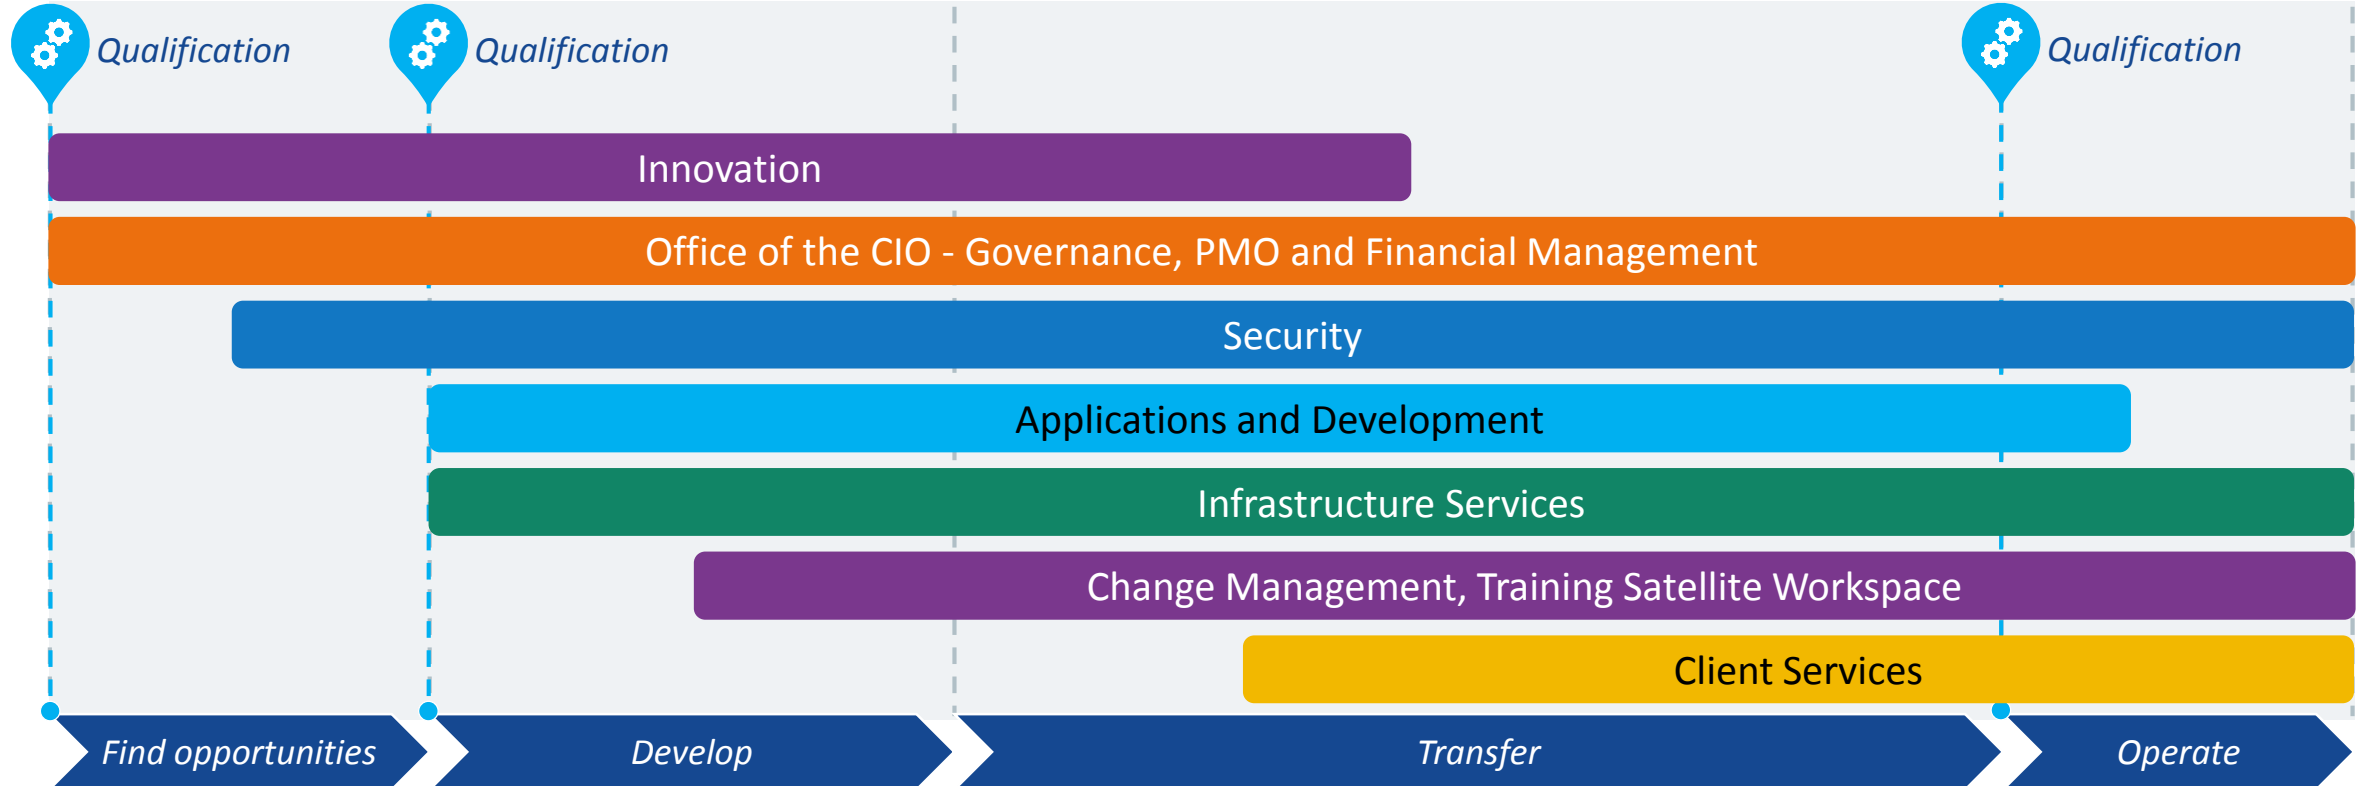 Qualification
Qualification
Qualification
Innovation
Office of the CIO - Governance, PMO and Financial Management
Security
Applications and Development
Infrastructure Services
Change Management, Training Satellite Workspace
Client Services
Find opportunities
Develop
Transfer
Operate